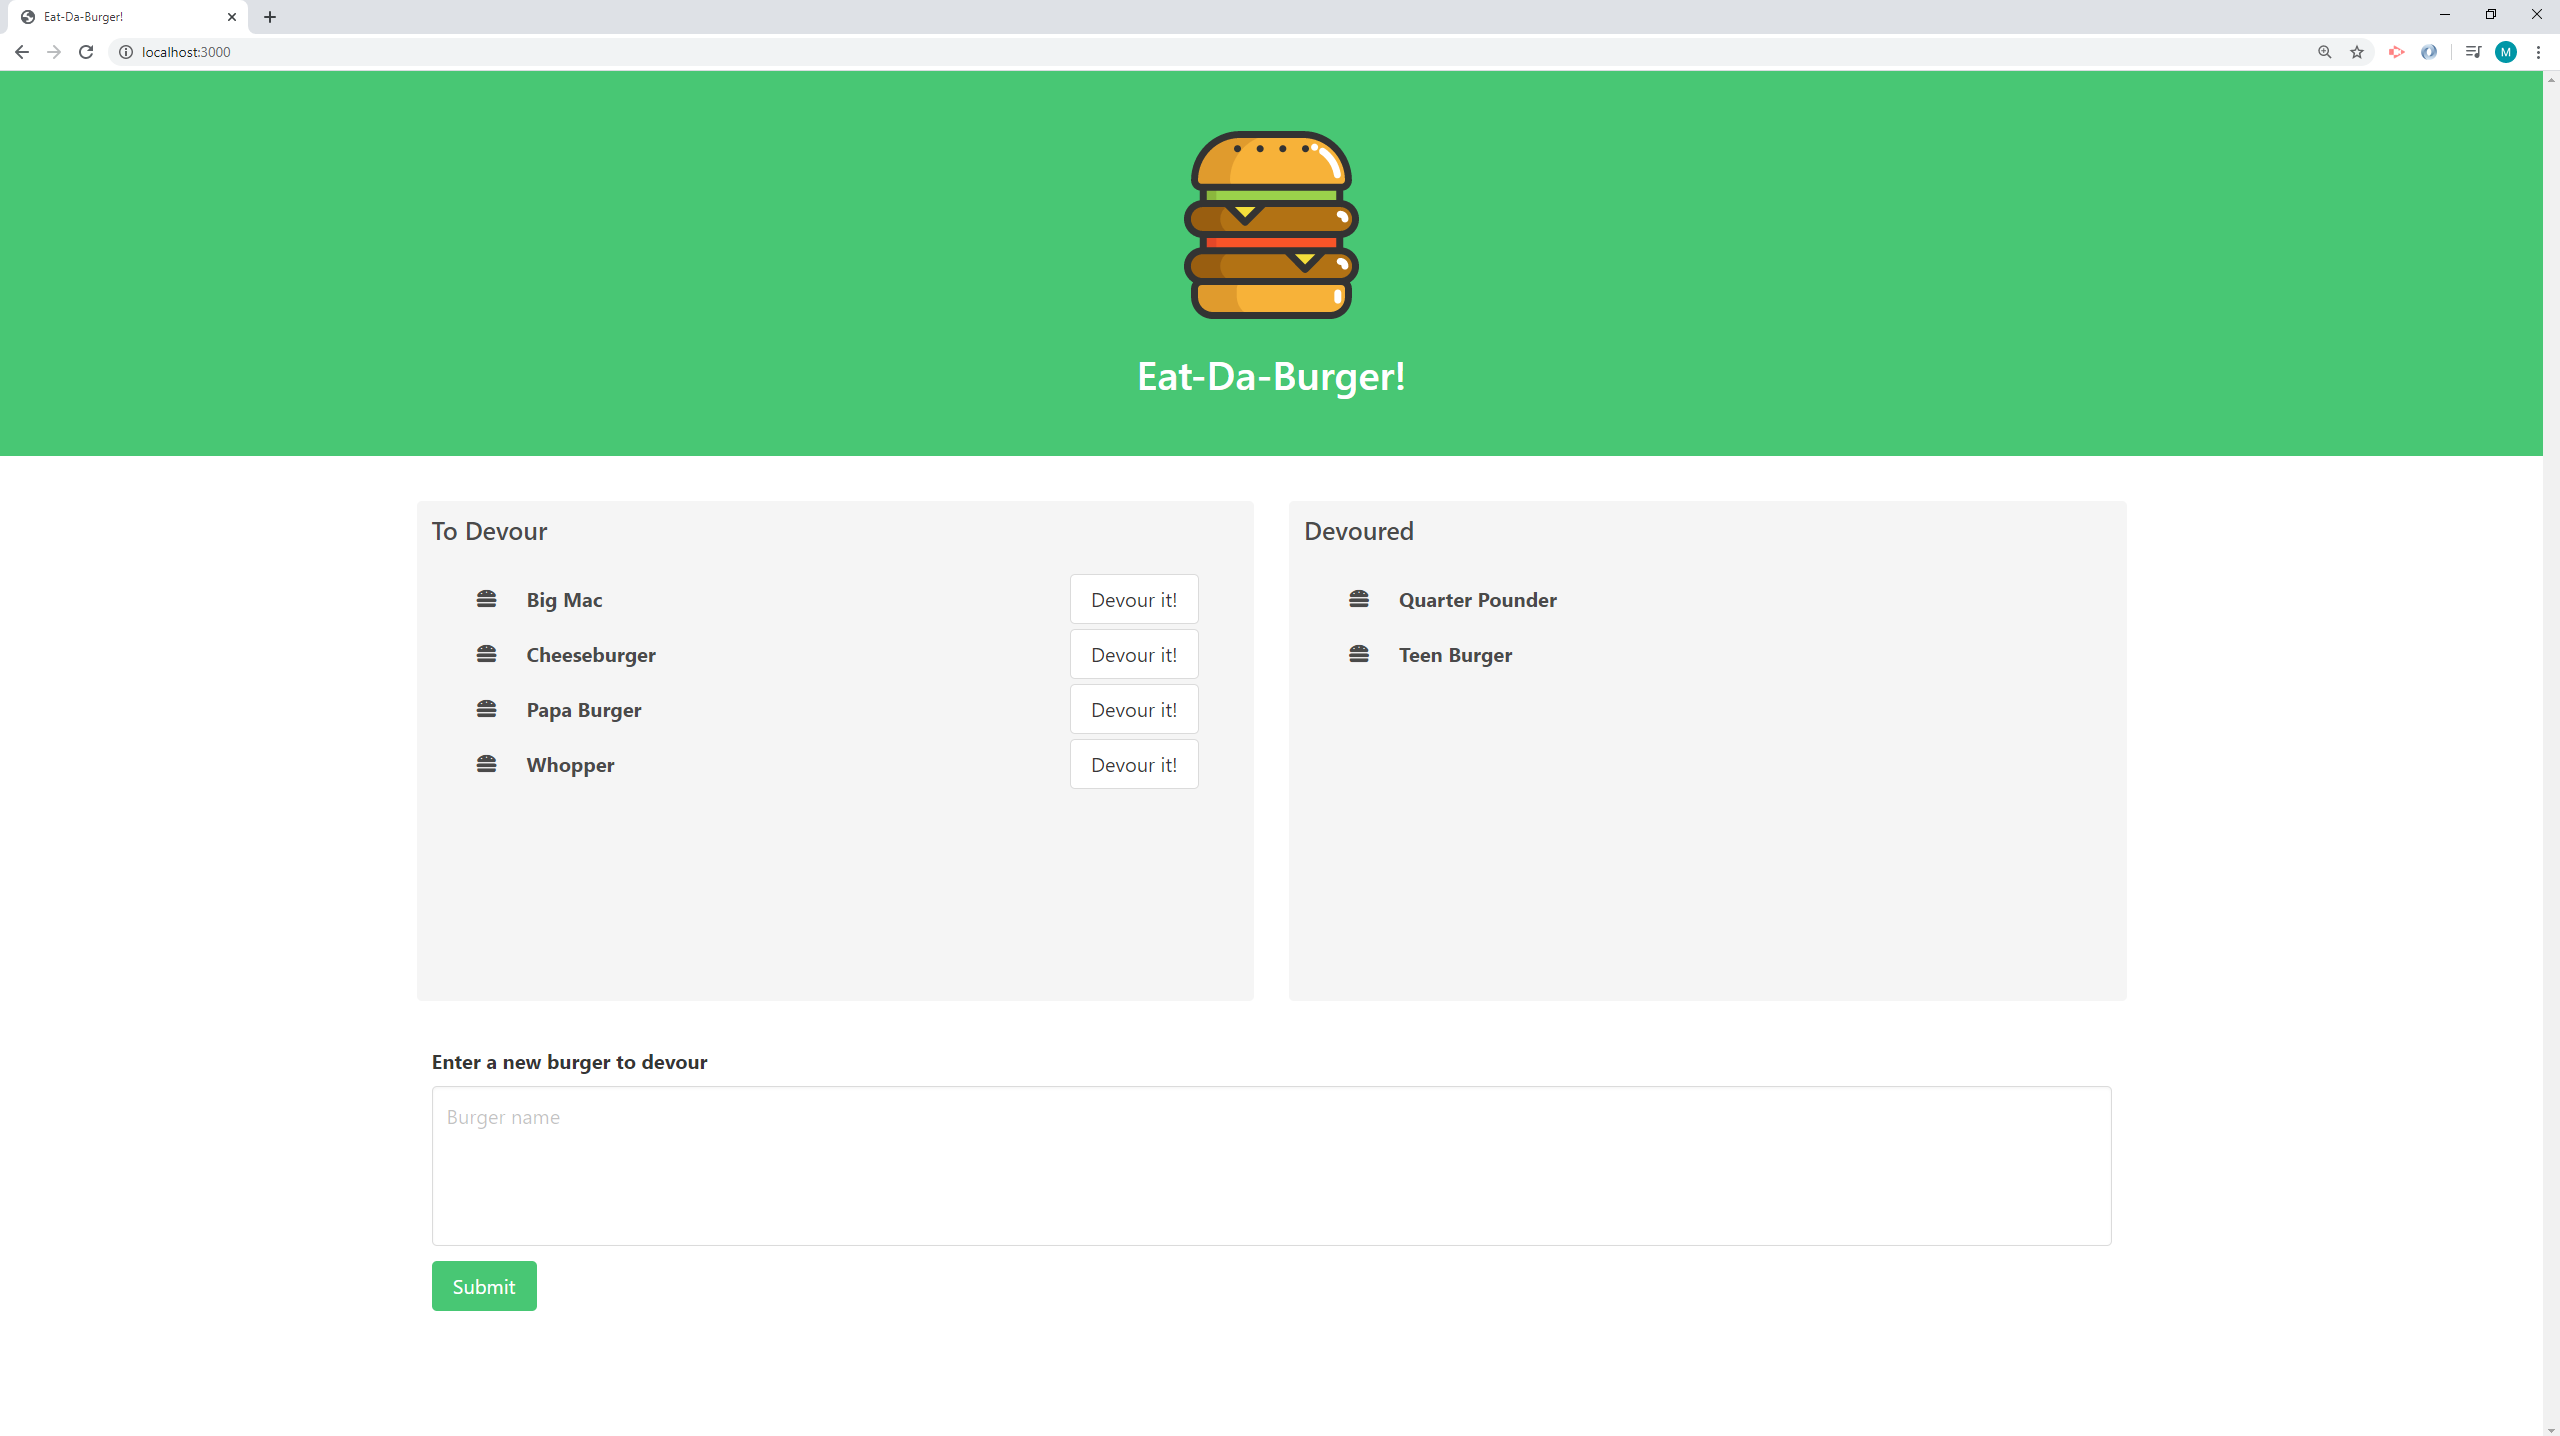 Eat-Da-Burger!
localhost:3000
M
Eat-Da-Burger!
To Devour
Big Mac Devour it!
Cheeseburger Devour it!
Papa Burger Devour it!
Whopper Devour it!
Devoured
Quarter Pounder
Teen Burger
Enter a new burger to devour
Burger name
Submit